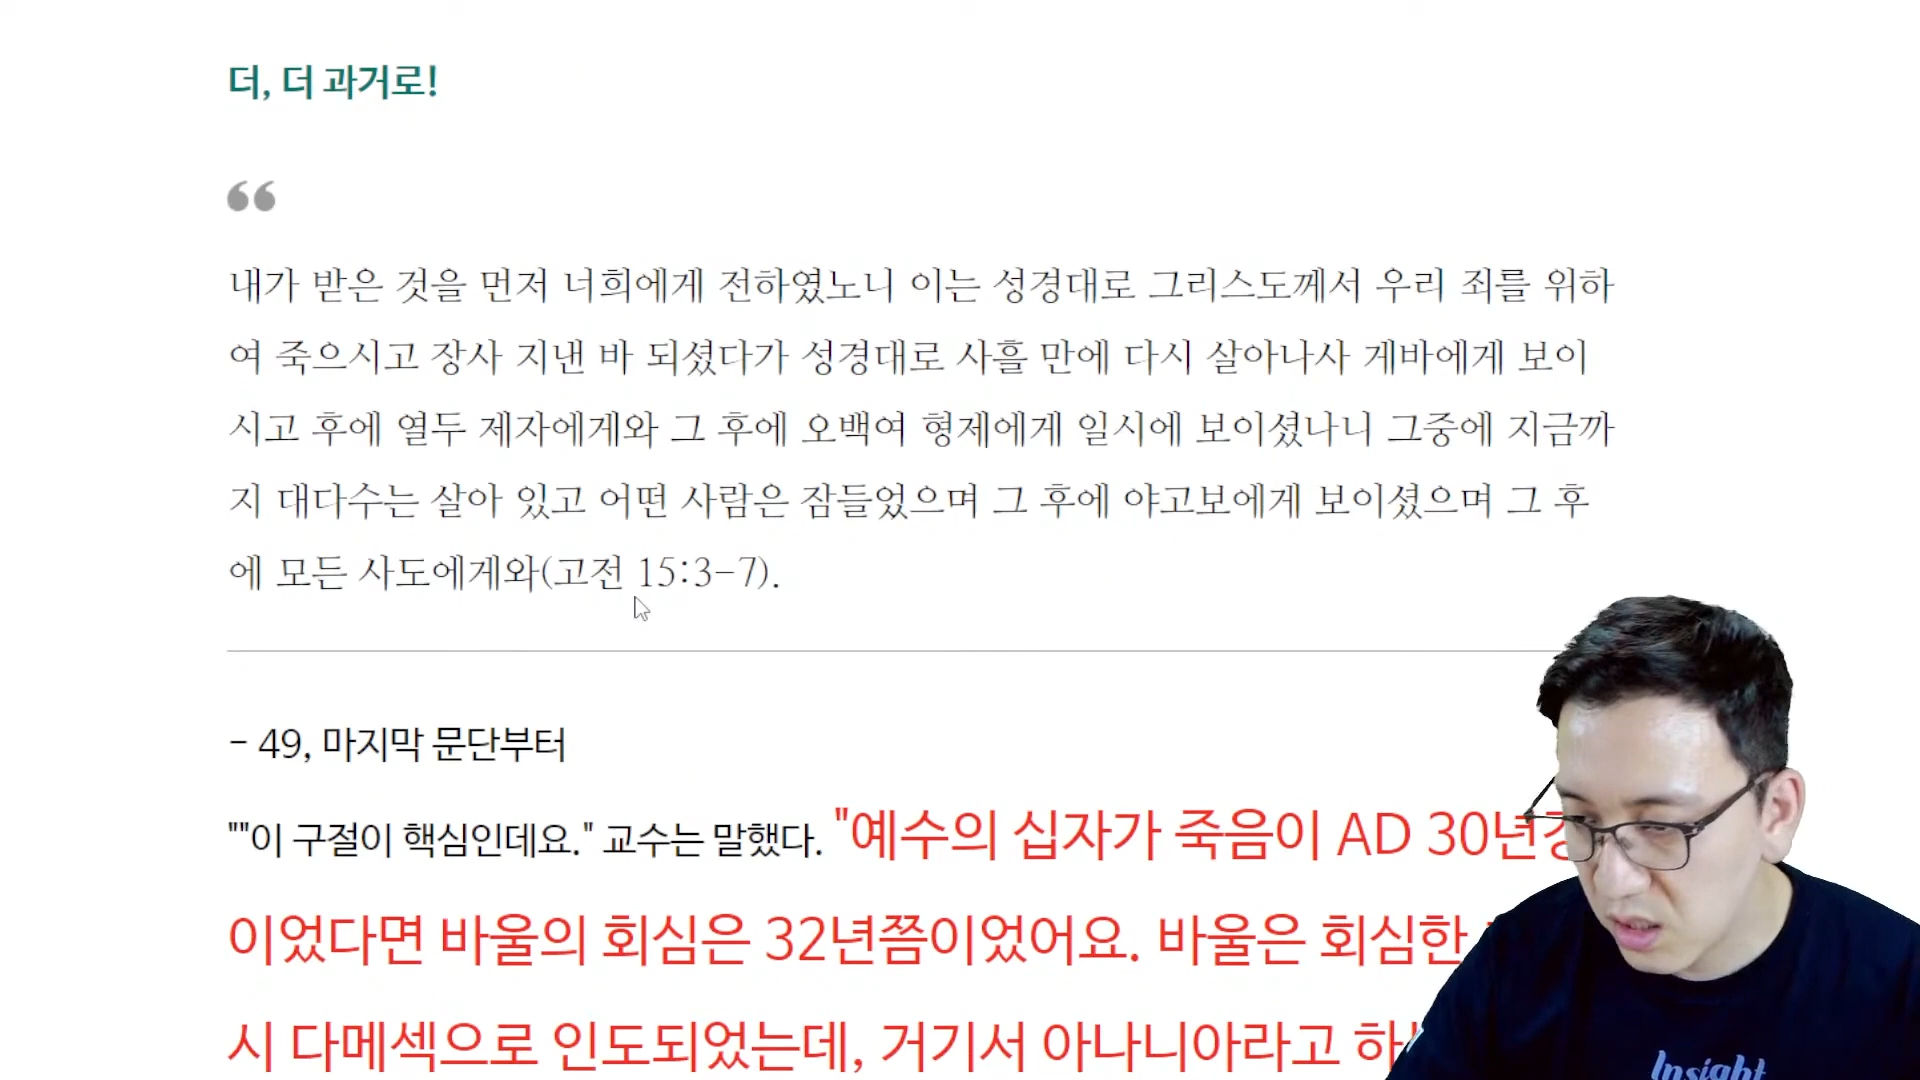 더, 더 과거로!
내가 받은 것을 먼저 너희에게 전하였노니 이는 성경대로 그리스도께서 우리 죄를 위하
여 죽으시고 장사 지낸 바 되셨다가 성경대로 사흘 만에 다시 살아나사 게바에게 보이
시고 후에 열두 제자에게와 그 후에 오백여 형제에게 일시에 보이셨나니 그중에 지금까
지 대다수는 살아 있고 어떤 사람은 잠들었으며 그 후에 야고보에게 보이셨으며 그 후
에 모든 사도에게와(고전 15:3-7).
- 49, 마지막 문단부터
""이 구절이 핵심인데요." 교수는 말했다. "예수의 십자가 죽음이 AD 30년
이었다면 바울의 회심은 32년쯤이었어요. 바울은 회심한
시 다메섹으로 인도되었는데, 거기서 아나니아라고
Insight